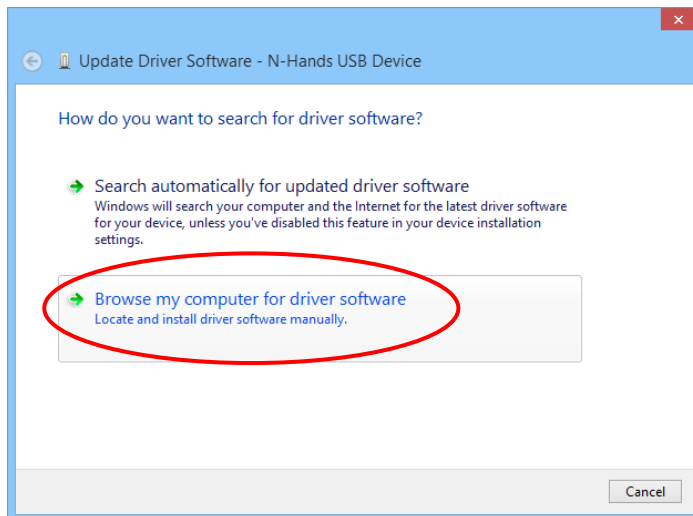 Update Driver Software - N-Hands USB Device
How do you want to search for driver software?
Search automatically for updated driver software
Windows will search your computer and the Internet for the latest driver software
for your device, unless you've disabled this feature in your device installation
settings.
Browse my computer for driver software
Locate and install driver software manually.
Cancel